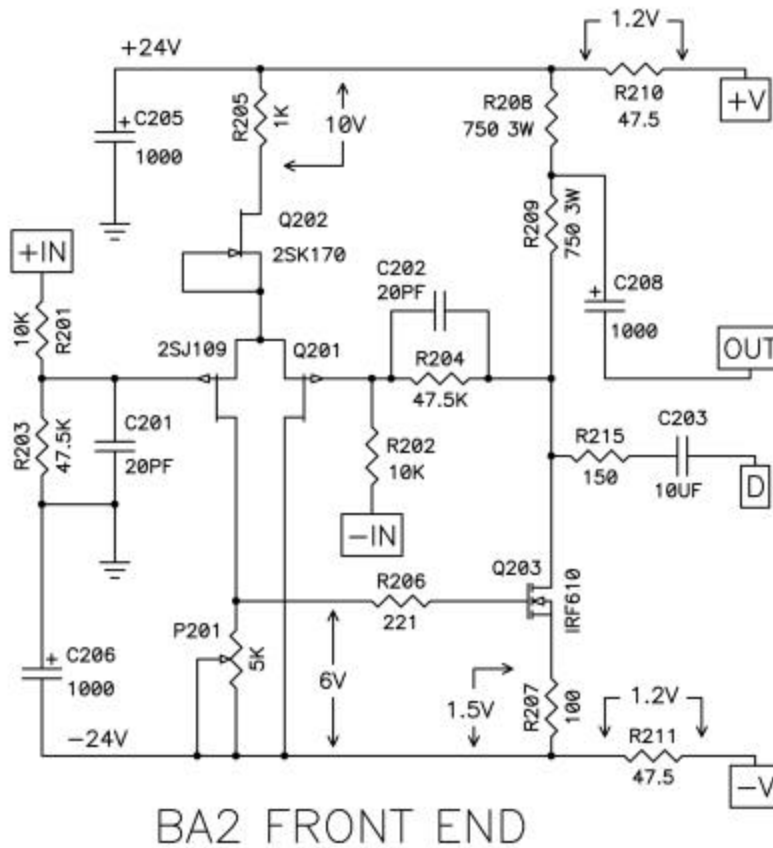 1.2V
+24V
R210
47.5
+V
C205
+
1000
R205
1K
10V
R208
750 3W
R209
750 3W
Q202
2SK170
+IN
C202
20PF
C208
+
1000
10K
R201
2SJ109
Q201
R204
47.5K
OUT
R203
47.5K
C201
20PF
R202
10K
C203
R215
150
10UF
D
-IN
Q203
IRF610
R206
221
P201
5K
C206
+
1000
6V
1.5V
R207
100
1.2V
-24V
R211
47.5
-V
BA2 FRONT END